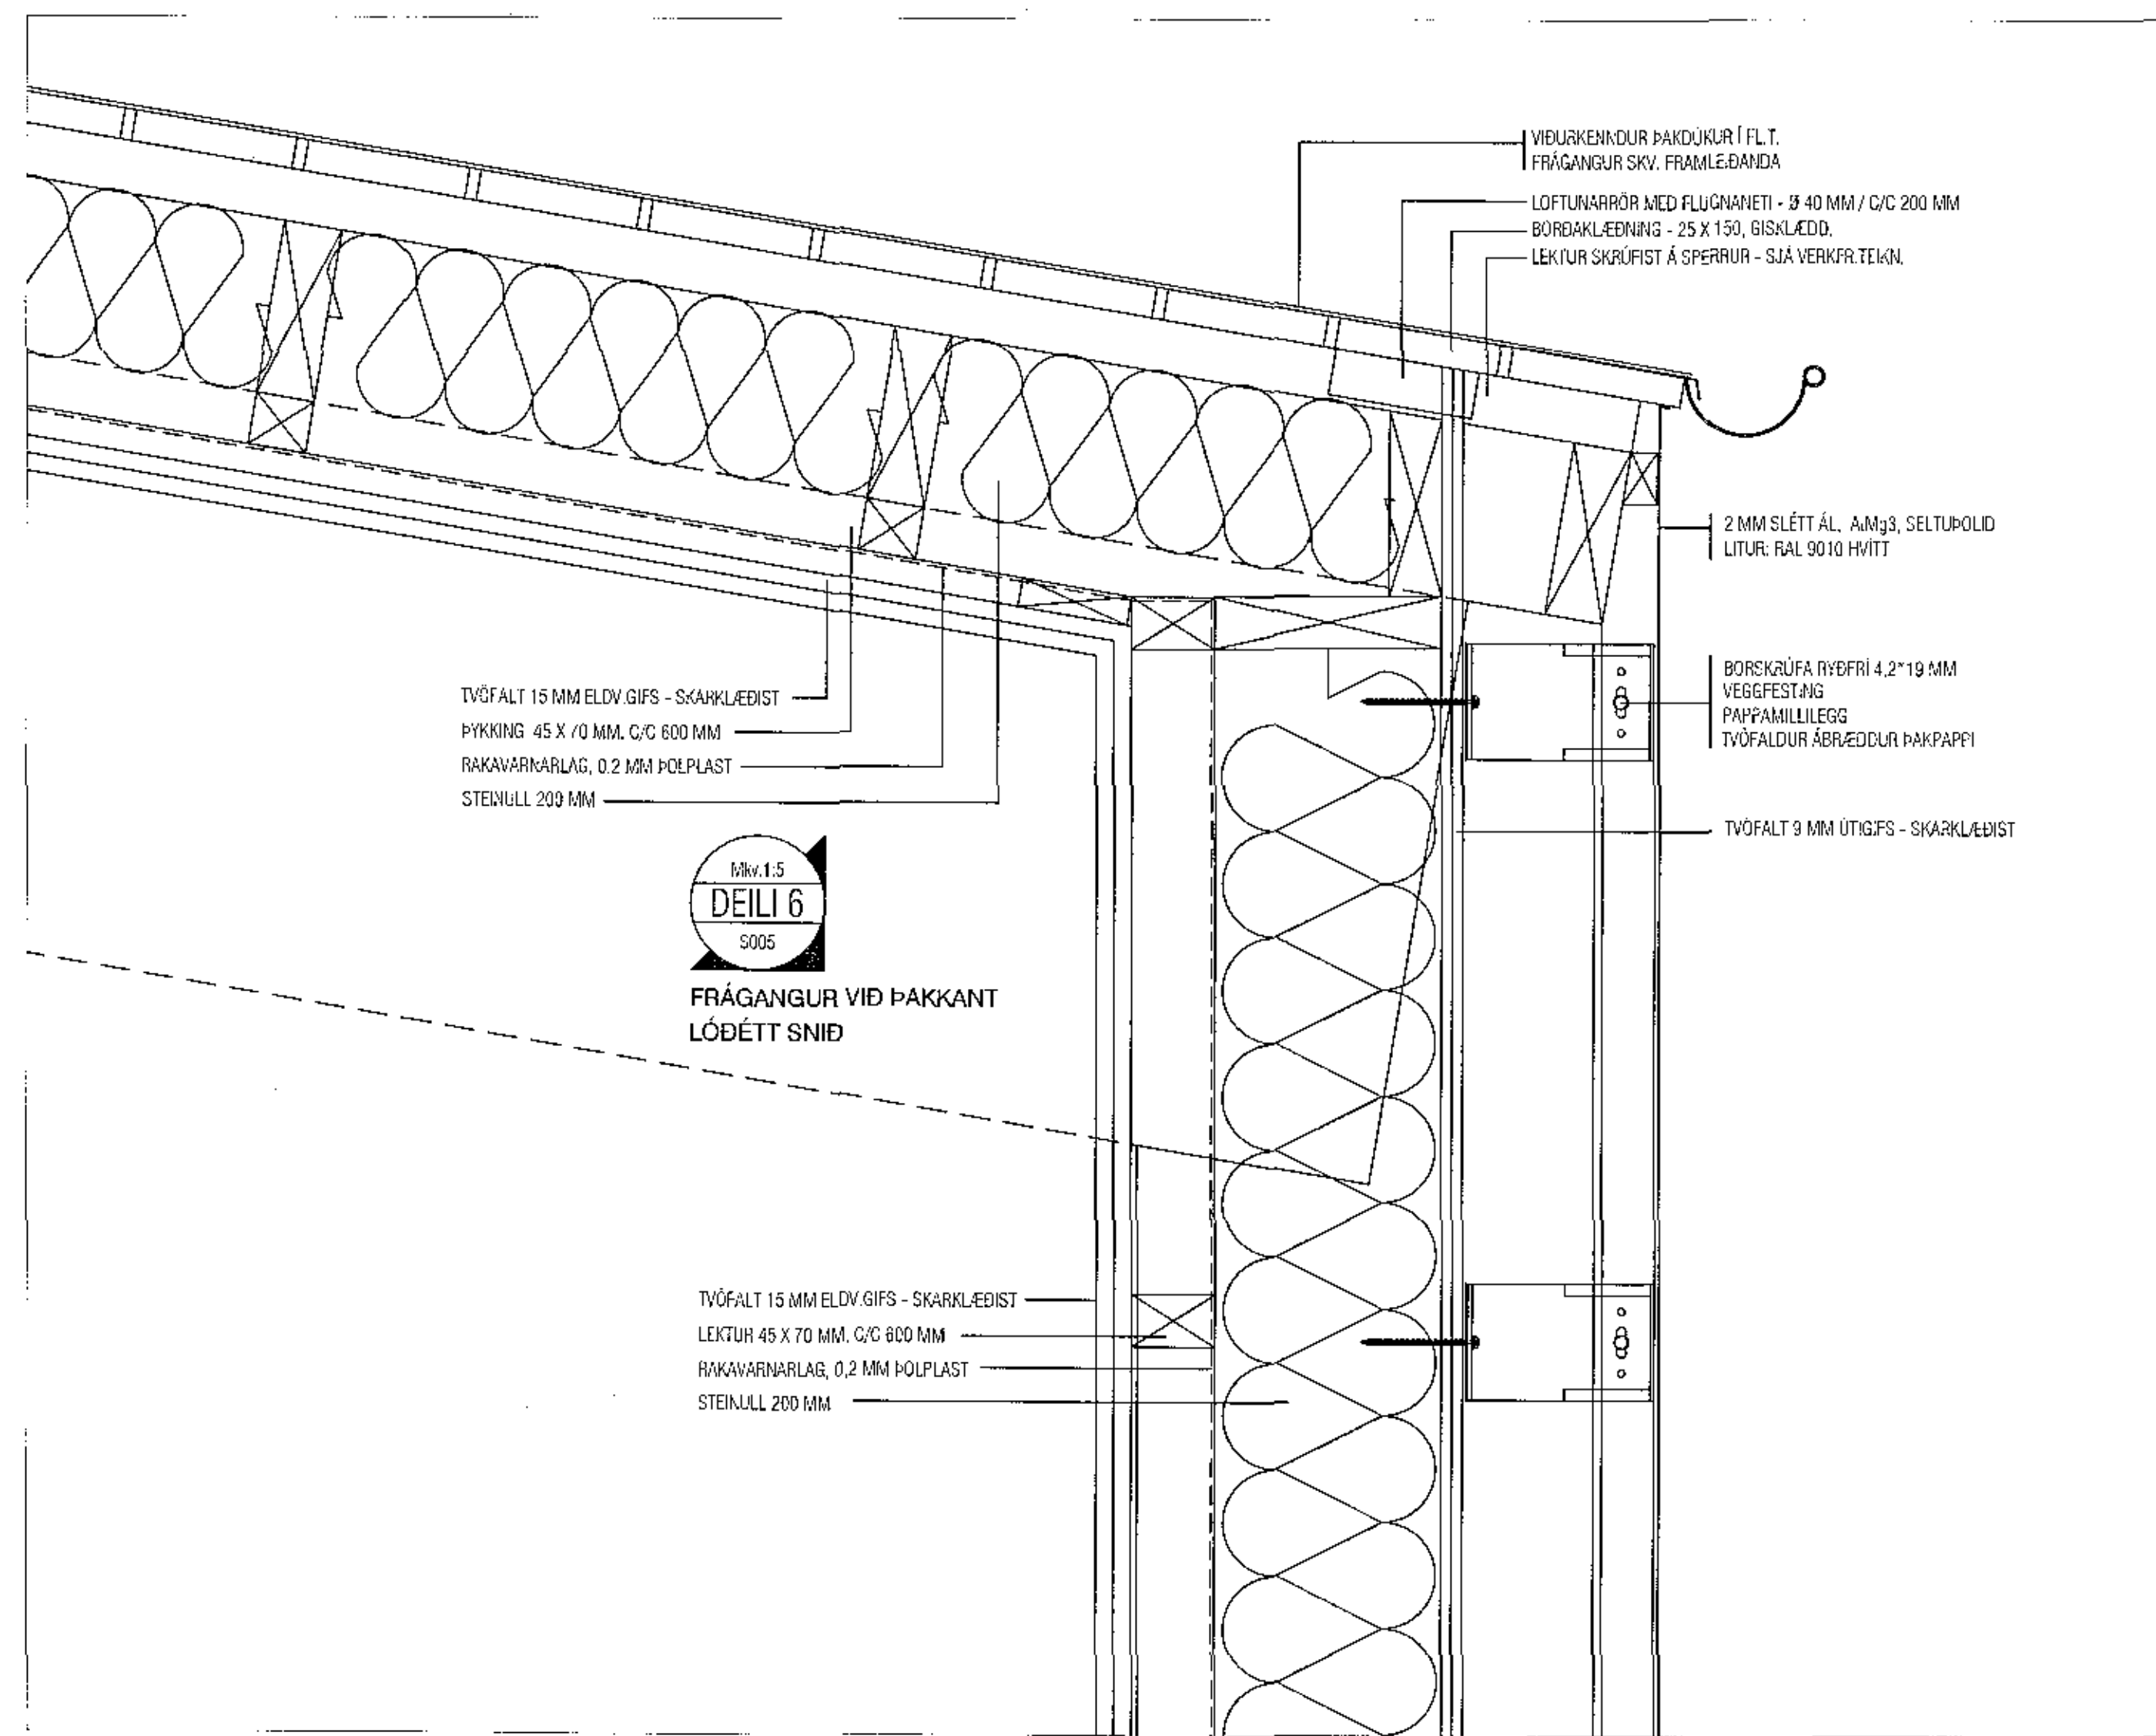 VIÐURKENNDUR ÞAKDÚKUR Í FL.T.
FRÁGANGUR SKV. FRAMLEÐANDA
LOFTUNARRÖR MEÐ FLUGNANETI - Ø 40 MM / C/C 200 MM
BORÐAKLÆÐNING - 25 X 150, GISKLÆDD.
LEKTUR SKRÚFIST Á SPERRUR - SJÁ VERKFR.TEIKN.
2 MM SLÉTT ÁL, AlMg3, SELTUÞOLIÐ
LITUR: RAL 9010 HVÍTT
BORSKRÚFA RYÐFRÍ 4,2*19 MM
VEGGFESTING
PAPPAMILLILEGG
TVÖFALDUR ÁBRÆDDUR ÞAKPAPPI
TVÖFALT 9 MM ÚTIGIFS - SKARKLÆÐIST
TVÖFALT 15 MM ELDV.GIFS - SKARKLÆÐIST
ÞYKKING 45 X 70 MM. C/C 600 MM
RAKAVARNARLAG, 0.2 MM ÞOLPLAST
STEINULL 200 MM
Mkv.1:5
DEILI 6
S005
FRÁGANGUR VIÐ ÞAKKANT
LÓÐÉTT SNIÐ
TVÖFALT 15 MM ELDV.GIFS - SKARKLÆÐIST
LEKTUR 45 X 70 MM. C/C 600 MM
RAKAVARNARLAG, 0,2 MM ÞOLPLAST
STEINULL 200 MM